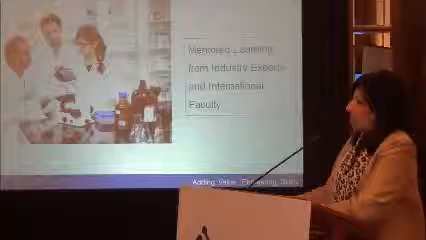 Mentored Learning
from Industry Experts
and International
Faculty
Adding Value, Enhancing Skills